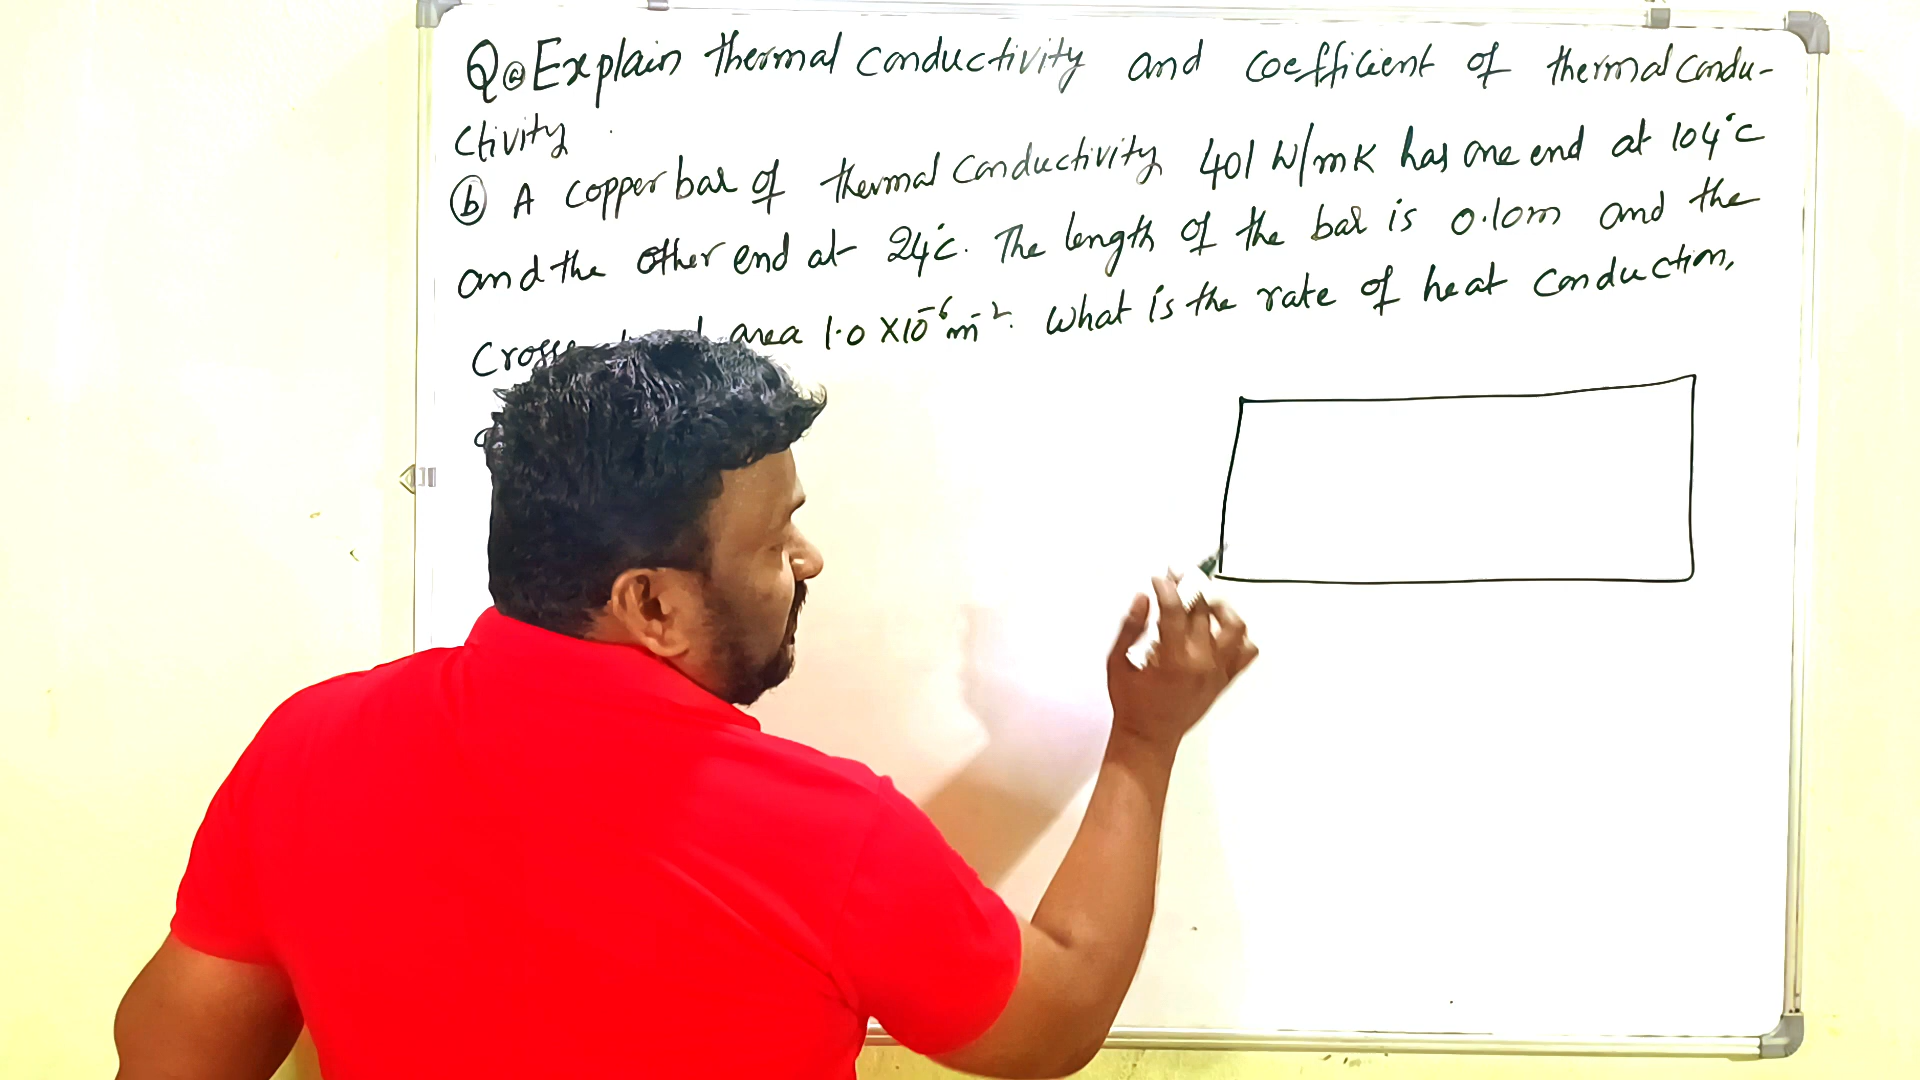 Q ⓐ Explain thermal conductivity and coefficient of thermal condu-
ctivity.
ⓑ A copper bar of thermal conductivity 401 W/mK has one end at 104°C
and the other end at 24°C. The length of the bar is 0.10m and the
area 1.0 X10⁻⁶ m⁻². What is the rate of heat conduction,